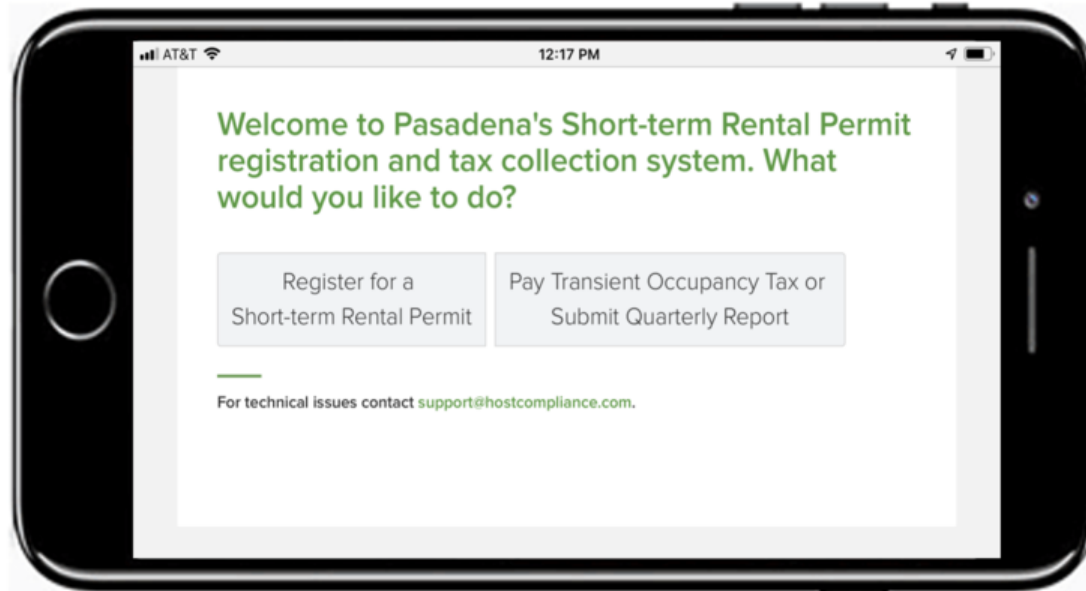 AT&T 12:17 PM
Welcome to Pasadena's Short-term Rental Permit
registration and tax collection system. What
would you like to do?
Register for a
Short-term Rental Permit
Pay Transient Occupancy Tax or
Submit Quarterly Report
For technical issues contact support@hostcompliance.com.